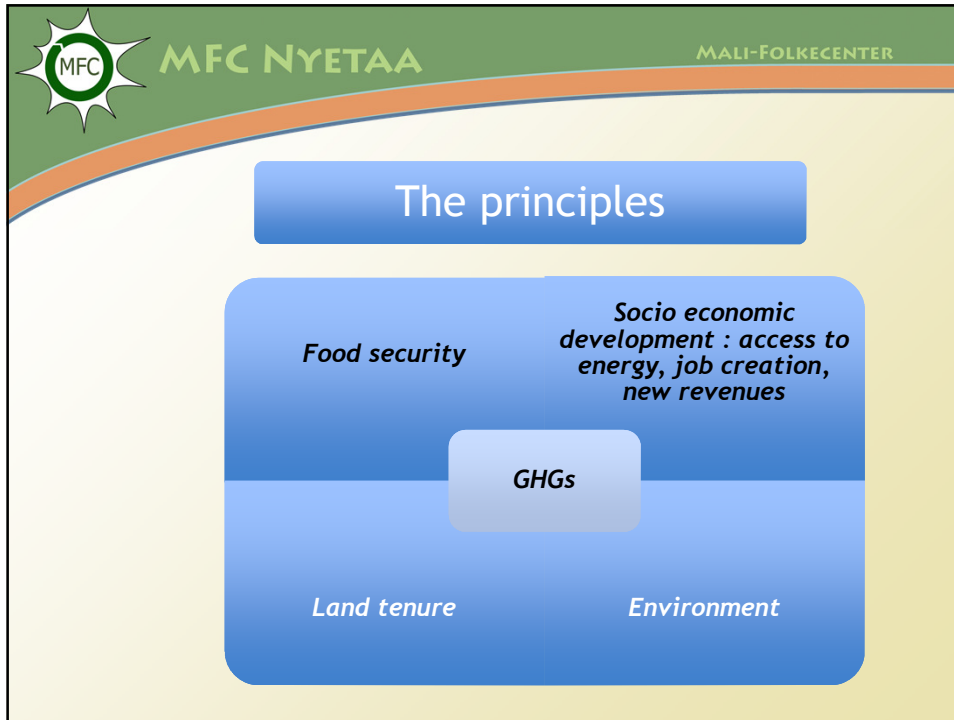 MFC
MFC NYETAA
MALI-FOLKECENTER
The principles
Food security
Socio economic
development : access to
energy, job creation,
new revenues
GHGs
Land tenure
Environment